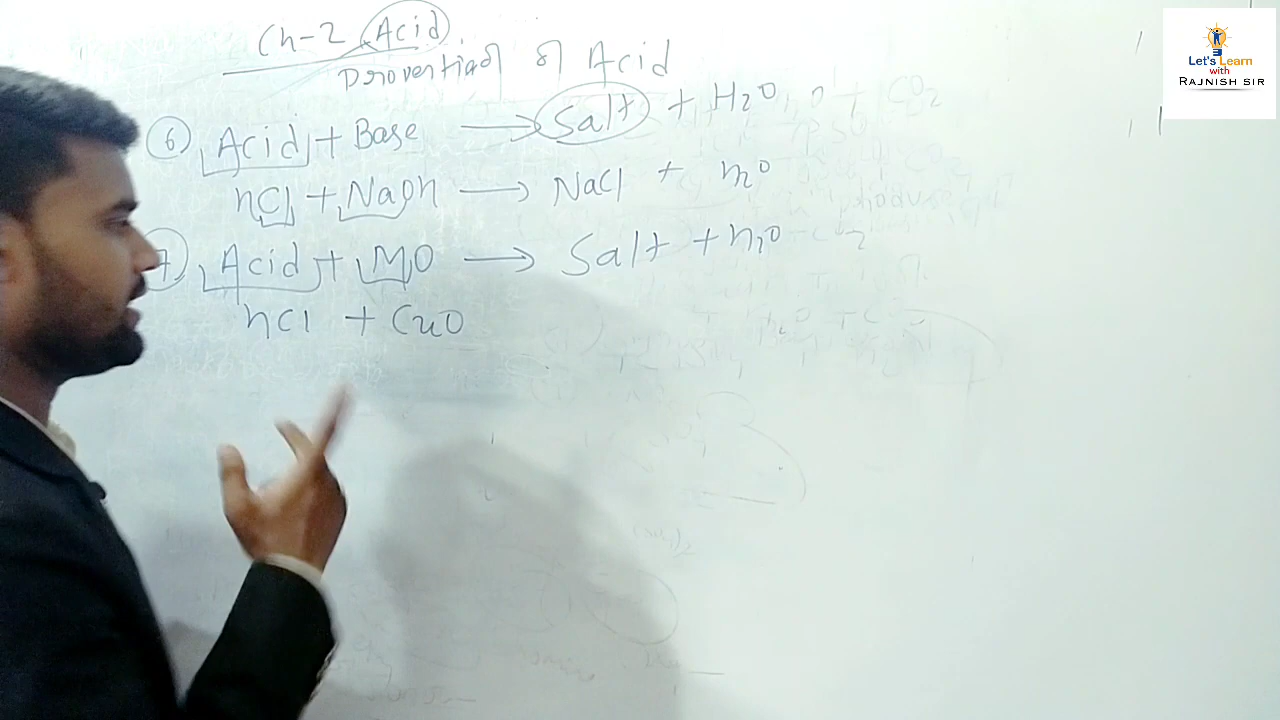 Ch-2 Acid
Properties of Acid
6 Acid + Base → Salt + H2O
HCl + NaOH → NaCl + H2O
7 Acid + MO → Salt + H2O
HCl + CuO
Let's Learn
with
RAJNISH SIR